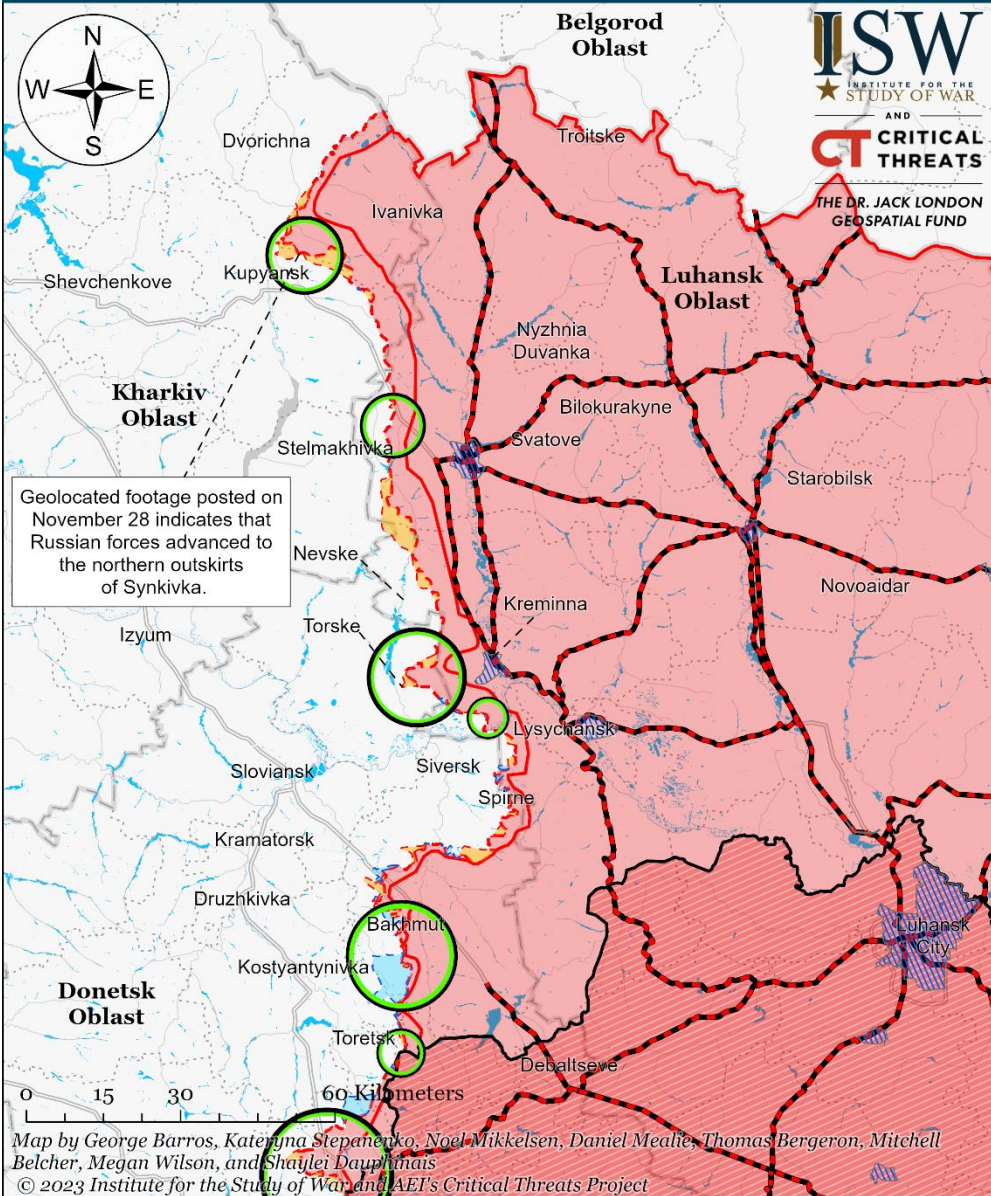 N
W
E
S
Belgorod
Oblast
ISW
INSTITUTE FOR THE
STUDY OF WAR
AND
CT CRITICAL
THREATS
THE DR. JACK LONDON
GEOSPATIAL FUND
Dvorichna
Troitske
Ivanivka
Shevchenkove
Kupyansk
Luhansk
Oblast
Nyzhnia
Duvanka
Kharkiv
Oblast
Bilokurakyne
Stelmakhivka
Svatove
Starobilsk
Geolocated footage posted on
November 28 indicates that
Russian forces advanced to
the northern outskirts
of Synkivka.
Nevske
Novoaidar
Kreminna
Izyum
Torske
Lysychansk
Sloviansk
Siversk
Spirne
Kramatorsk
Druzhkivka
Bakhmut
Luhansk
City
Kostyantynivka
Donetsk
Oblast
Toretsk
Debaltseve
0 15 30 60 Kilometers
Map by George Barros, Kateryna Stepanenko, Noel Mikkelsen, Daniel Mealie, Thomas Bergeron, Mitchell
Belcher, Megan Wilson, and Shaylei Dauphinais
© 2023 Institute for the Study of War and AEI's Critical Threats Project